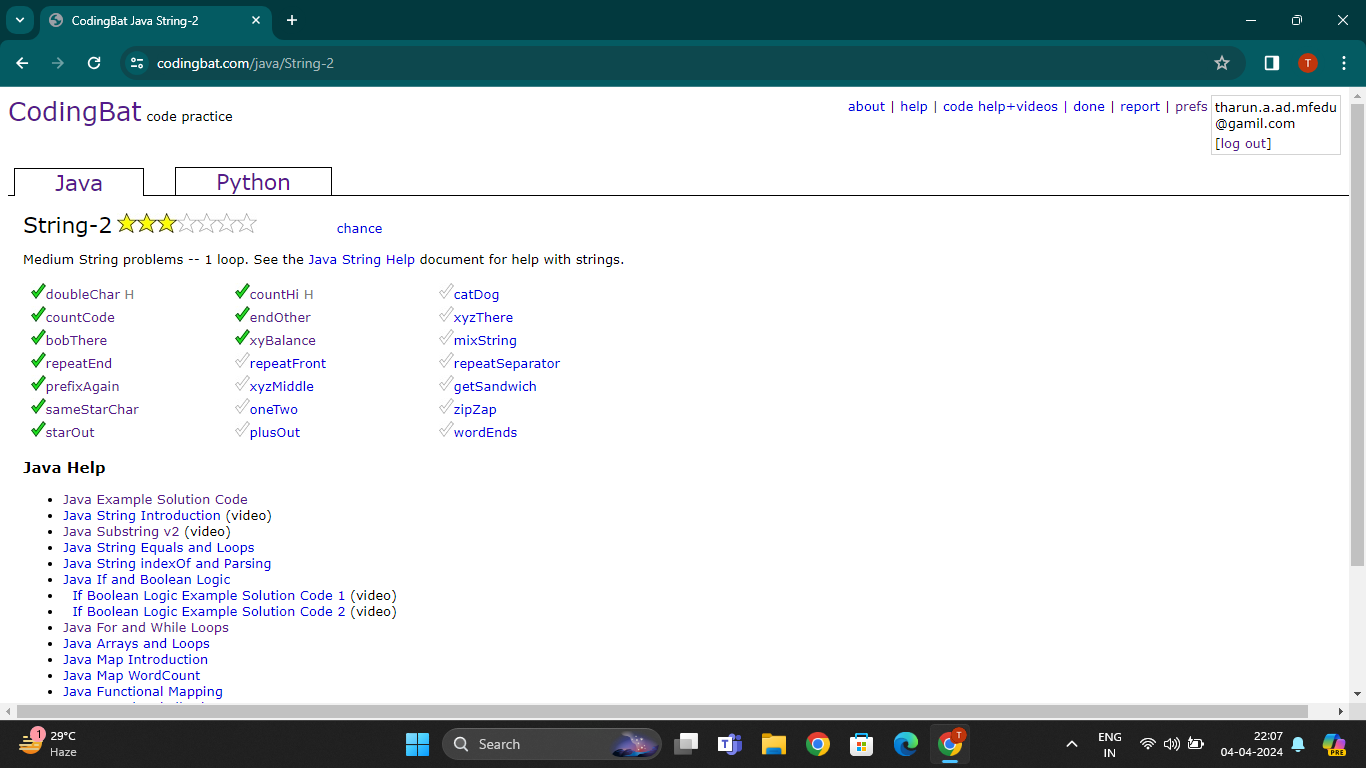 CodingBat Java String-2
codingbat.com/java/String-2
T
CodingBat code practice
about | help | code help+videos | done | report | prefs
tharun.a.ad.mfedu
@gamil.com
[log out]
Java
Python
String-2
chance
Medium String problems -- 1 loop. See the Java String Help document for help with strings.
doubleChar H
countHi H
catDog
countCode
endOther
xyzThere
bobThere
xyBalance
mixString
repeatEnd
repeatFront
repeatSeparator
prefixAgain
xyzMiddle
getSandwich
sameStarChar
oneTwo
zipZap
starOut
plusOut
wordEnds
Java Help
Java Example Solution Code
Java String Introduction (video)
Java Substring v2 (video)
Java String Equals and Loops
Java String indexOf and Parsing
Java If and Boolean Logic
If Boolean Logic Example Solution Code 1 (video)
If Boolean Logic Example Solution Code 2 (video)
Java For and While Loops
Java Arrays and Loops
Java Map Introduction
Java Map WordCount
Java Functional Mapping
1
29°C
Haze
Search
T
T
ENG
IN
22:07
04-04-2024
PRE